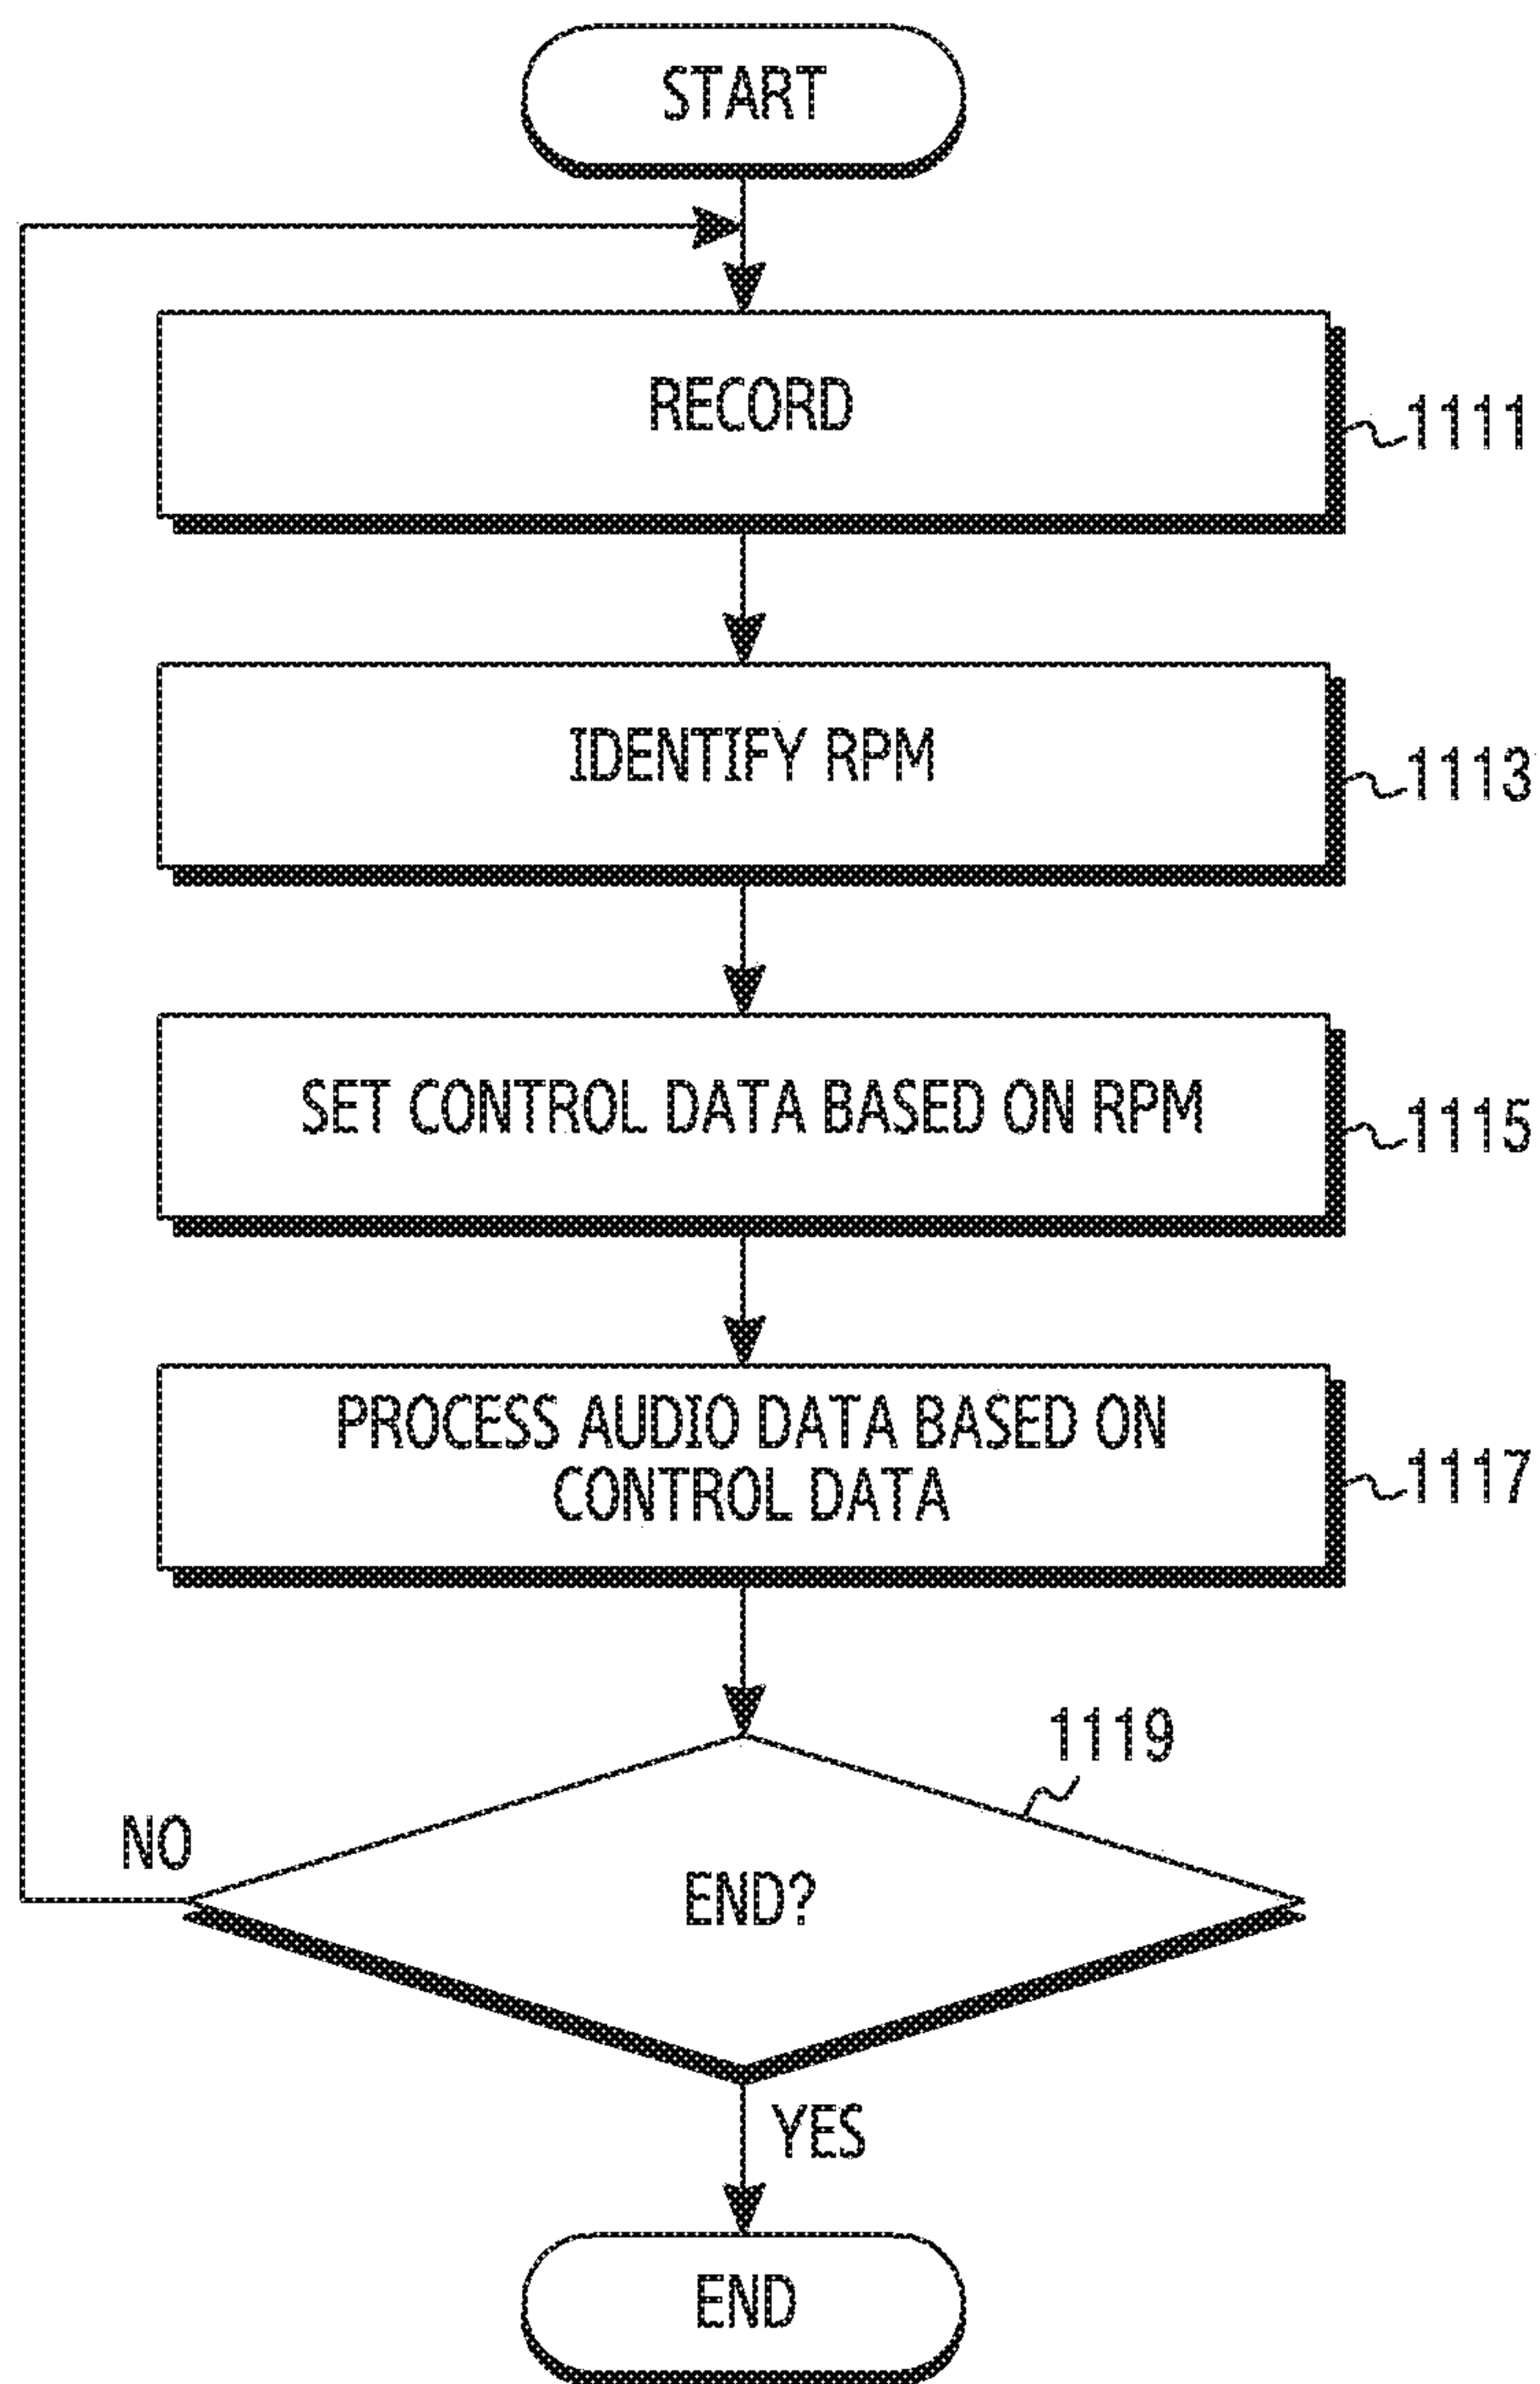 START
RECORD
1111
IDENTIFY RPM
1113
SET CONTROL DATA BASED ON RPM
1115
PROCESS AUDIO DATA BASED ON
CONTROL DATA
1117
1119
NO
END?
YES
END